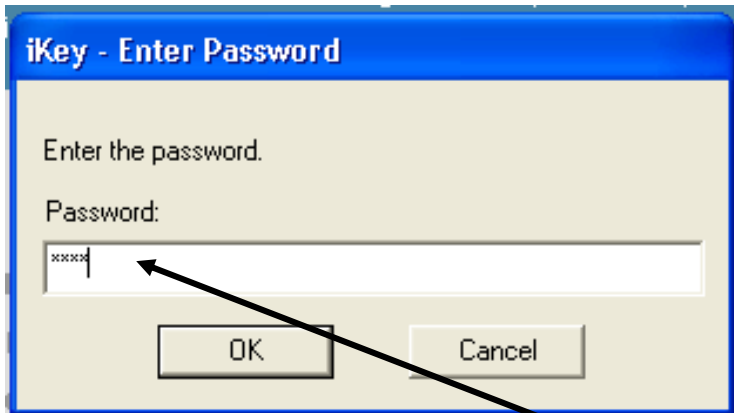 iKey - Enter Password
Enter the password.
Password:
****
OK
Cancel